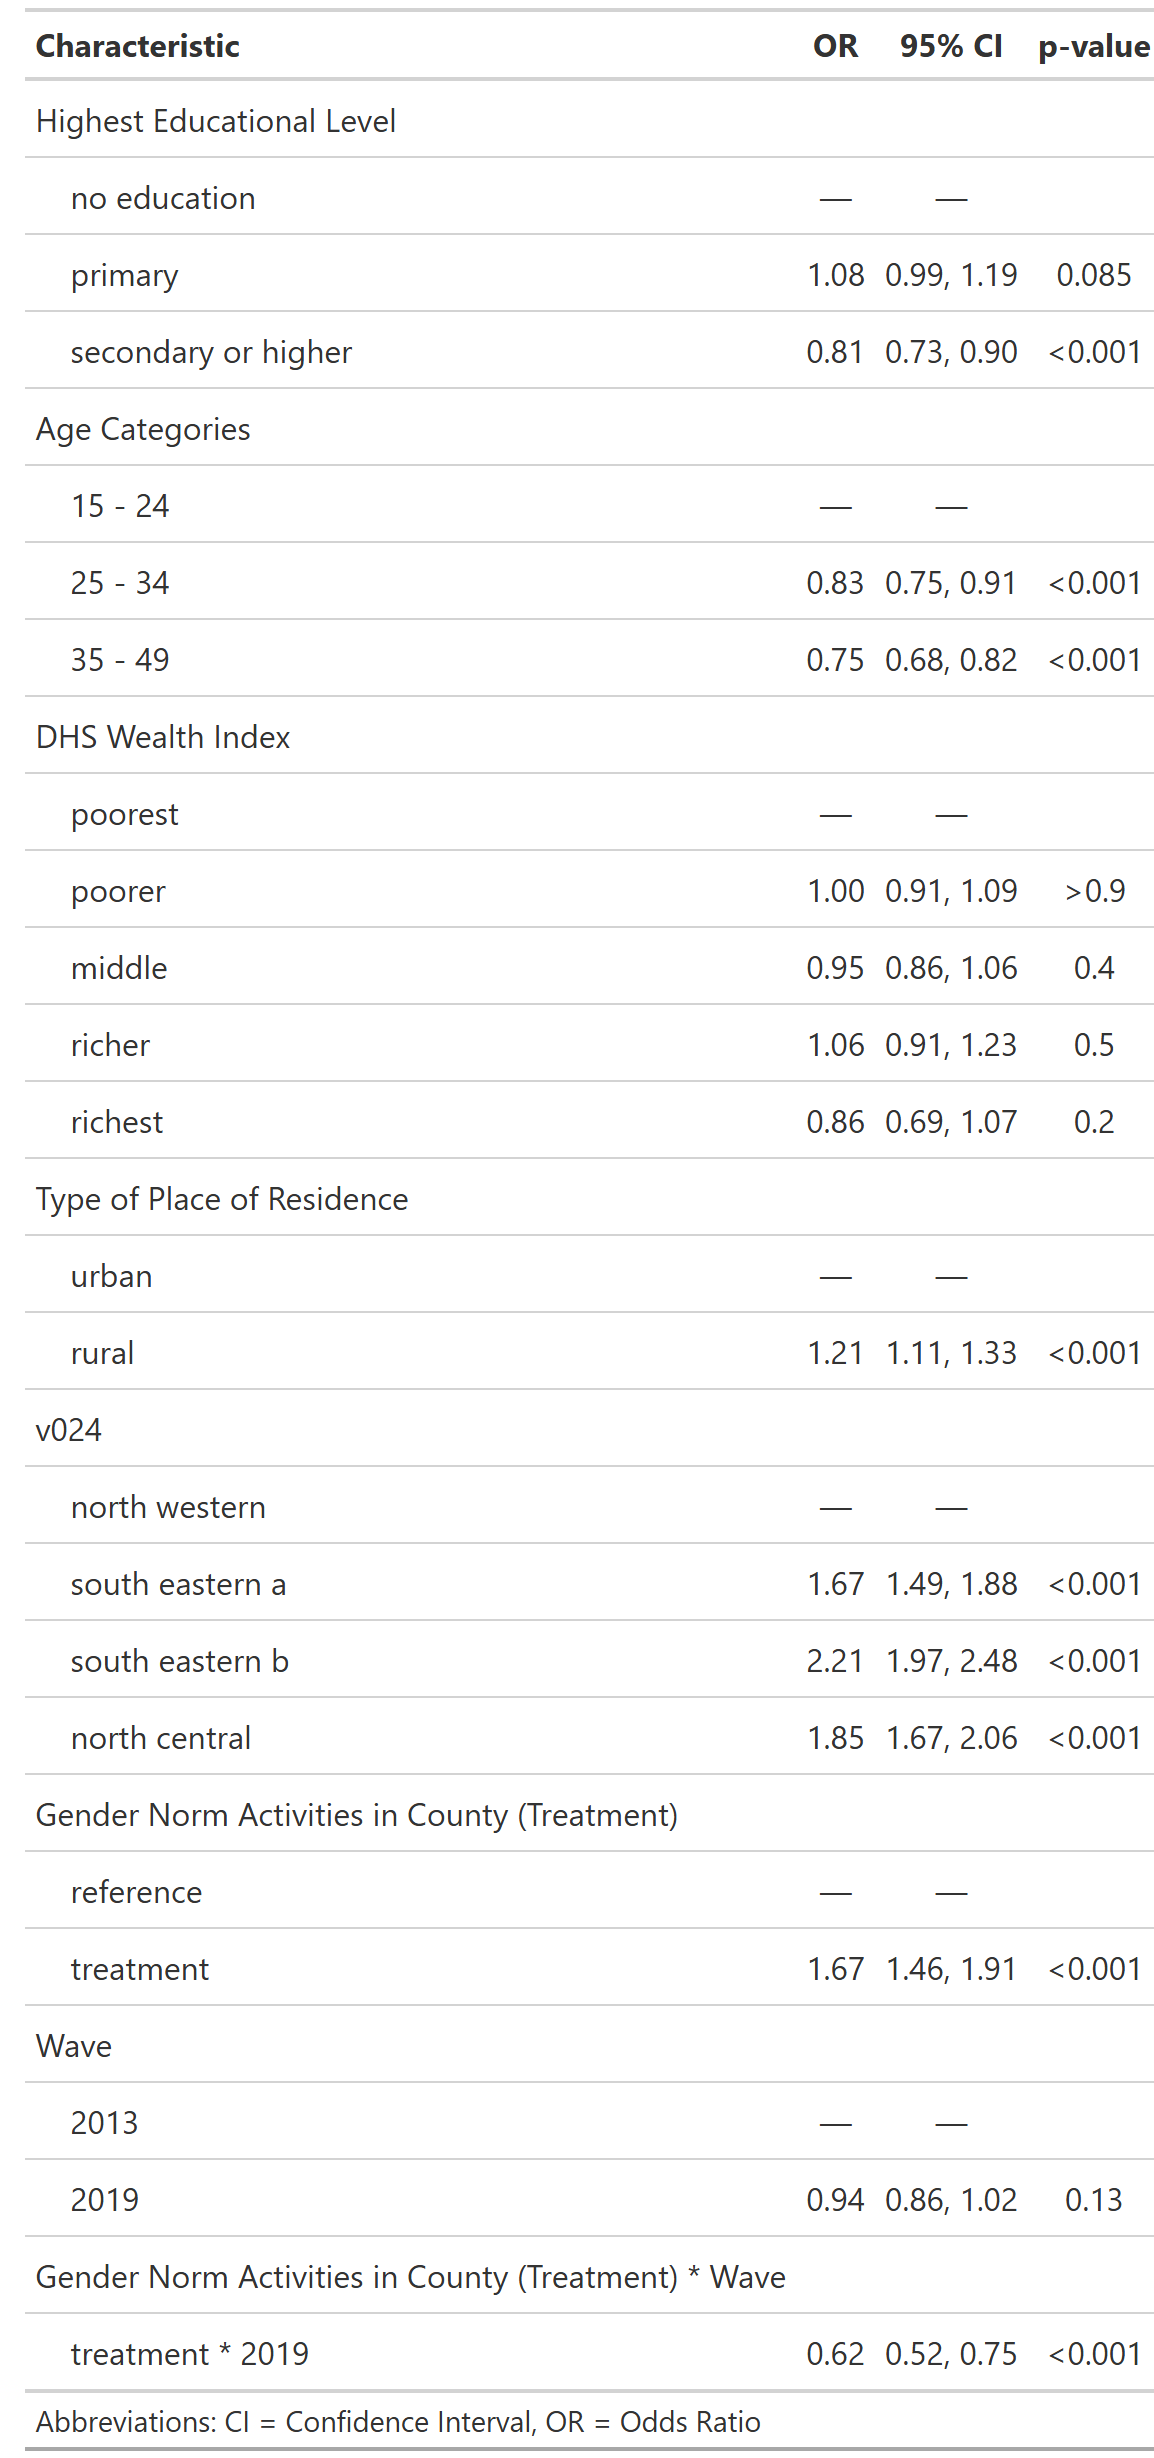 Characteristic OR 95% CI p-value
Highest Educational Level
no education — —
primary 1.08 0.99, 1.19 0.085
secondary or higher 0.81 0.73, 0.90 <0.001
Age Categories
15 - 24 — —
25 - 34 0.83 0.75, 0.91 <0.001
35 - 49 0.75 0.68, 0.82 <0.001
DHS Wealth Index
poorest — —
poorer 1.00 0.91, 1.09 >0.9
middle 0.95 0.86, 1.06 0.4
richer 1.06 0.91, 1.23 0.5
richest 0.86 0.69, 1.07 0.2
Type of Place of Residence
urban — —
rural 1.21 1.11, 1.33 <0.001
v024
north western — —
south eastern a 1.67 1.49, 1.88 <0.001
south eastern b 2.21 1.97, 2.48 <0.001
north central 1.85 1.67, 2.06 <0.001
Gender Norm Activities in County (Treatment)
reference — —
treatment 1.67 1.46, 1.91 <0.001
Wave
2013 — —
2019 0.94 0.86, 1.02 0.13
Gender Norm Activities in County (Treatment) * Wave
treatment * 2019 0.62 0.52, 0.75 <0.001
Abbreviations: CI = Confidence Interval, OR = Odds Ratio